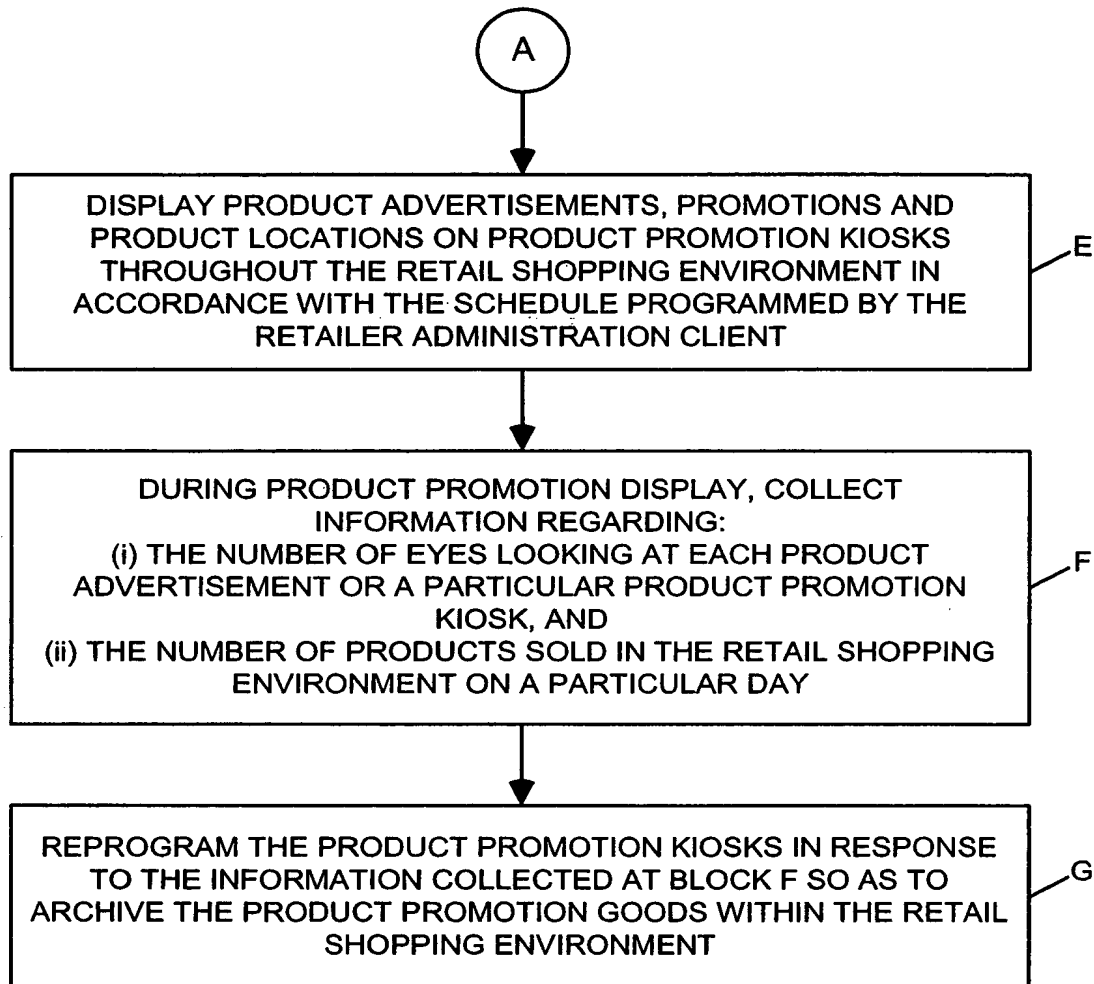 A
DISPLAY PRODUCT ADVERTISEMENTS, PROMOTIONS AND
PRODUCT LOCATIONS ON PRODUCT PROMOTION KIOSKS
THROUGHOUT THE RETAIL SHOPPING ENVIRONMENT IN
ACCORDANCE WITH THE SCHEDULE PROGRAMMED BY THE
RETAILER ADMINISTRATION CLIENT
E
DURING PRODUCT PROMOTION DISPLAY, COLLECT
INFORMATION REGARDING:
(i) THE NUMBER OF EYES LOOKING AT EACH PRODUCT
ADVERTISEMENT OR A PARTICULAR PRODUCT PROMOTION
KIOSK, AND
(ii) THE NUMBER OF PRODUCTS SOLD IN THE RETAIL SHOPPING
ENVIRONMENT ON A PARTICULAR DAY
F
REPROGRAM THE PRODUCT PROMOTION KIOSKS IN RESPONSE
TO THE INFORMATION COLLECTED AT BLOCK F SO AS TO
ARCHIVE THE PRODUCT PROMOTION GOODS WITHIN THE RETAIL
SHOPPING ENVIRONMENT
G